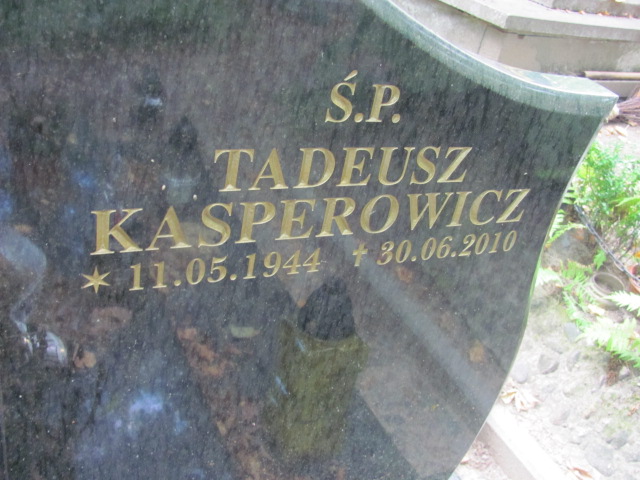 Ś.P.
TADEUSZ
KASPEROWICZ
* 11.05.1944 † 30.06.2010